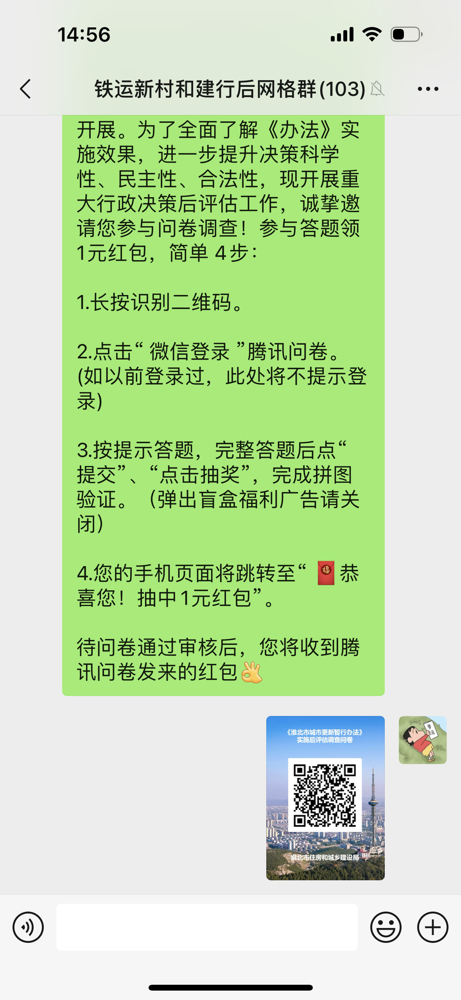 14:56
铁运新村和建行后网格群(103)
开展。为了全面了解《办法》实
施效果，进一步提升决策科学
性、民主性、合法性，现开展重
大行政决策后评估工作，诚挚邀
请您参与问卷调查！参与答题领
1元红包，简单 4步：
1.长按识别二维码。
2.点击“ 微信登录 ”腾讯问卷。
(如以前登录过，此处将不提示登
录)
3.按提示答题，完整答题后点“
提交”、“点击抽奖”，完成拼图
验证。（弹出盲盒福利广告请关
闭）
4.您的手机页面将跳转至“ 🧧恭
喜您！抽中1元红包”。
待问卷通过审核后，您将收到腾
讯问卷发来的红包👌
《淮北市城市更新暂行办法》
实施后评估调查问卷
淮北市住房和城乡建设局
学
习